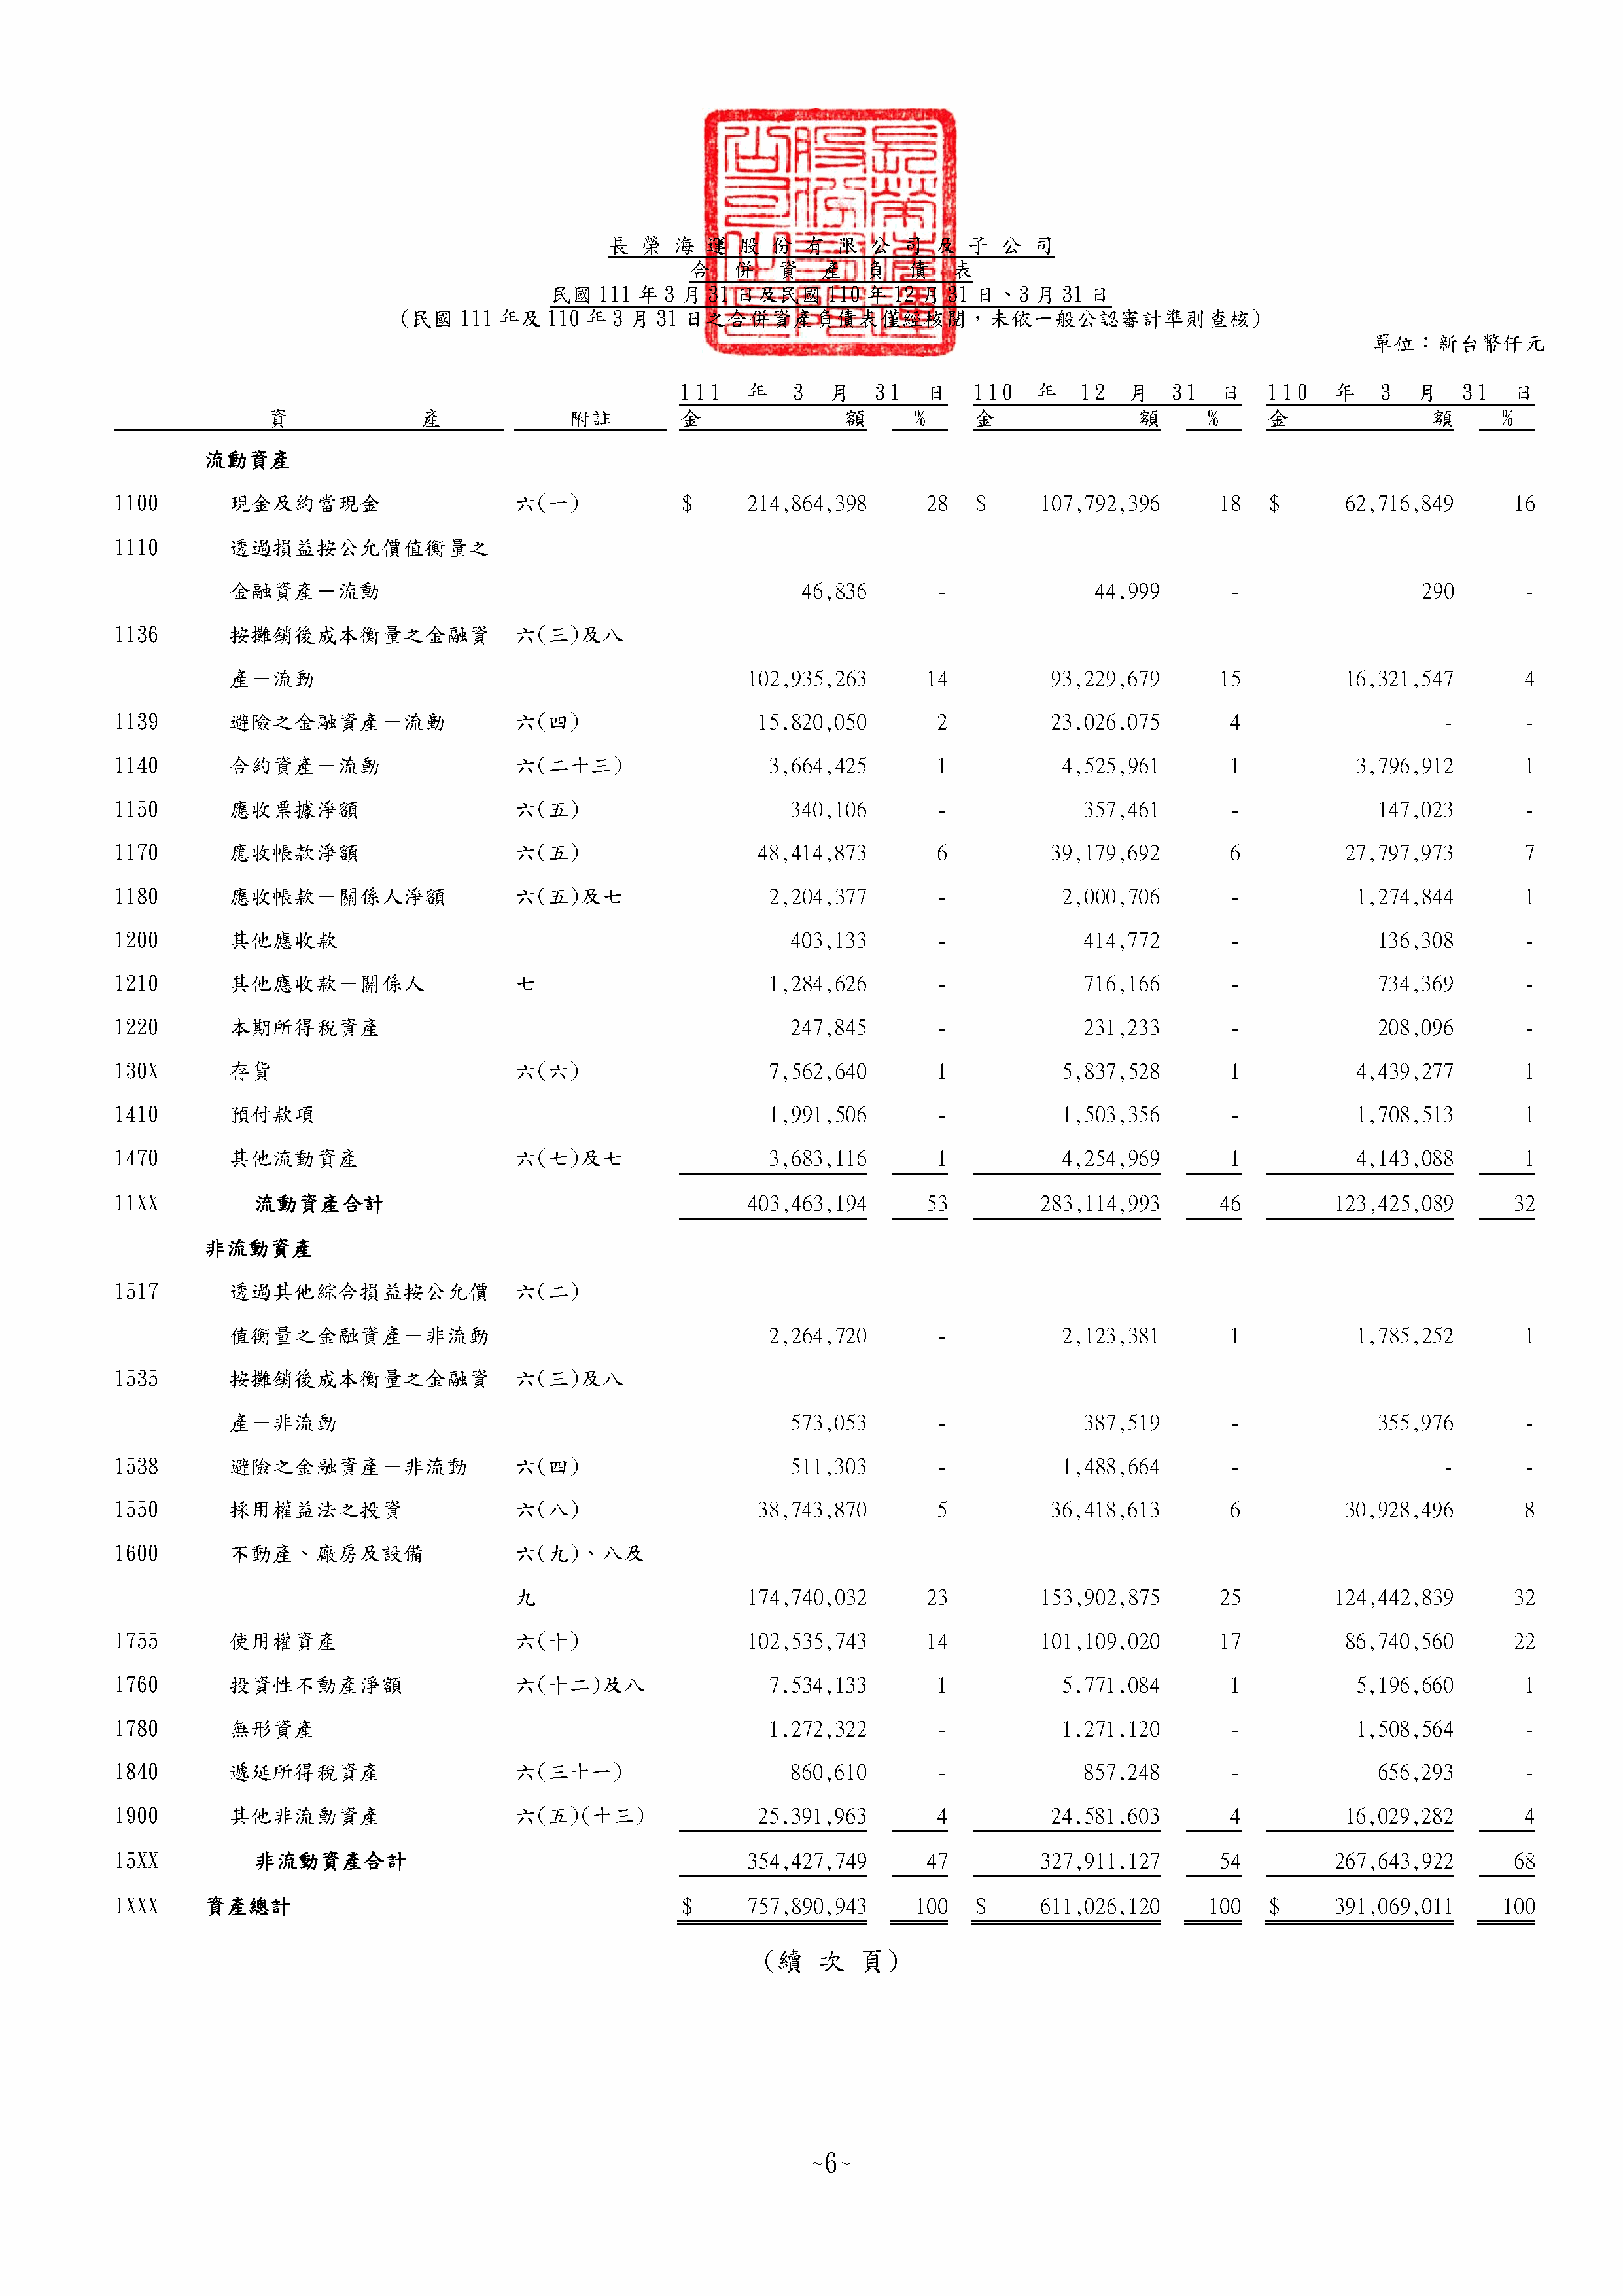 長榮海運股份有限公司及子公司
合併資產負債表
民國111年3月31日及民國110年12月31日、3月31日
(民國111年及110年3月31日之合併資產負債表僅經核閱，未依一般公認審計準則查核)
單位：新台幣仟元
111 年 3 月 31 日 110 年 12 月 31 日 110 年 3 月 31 日
資 產 附註 金 額 % 金 額 % 金 額 %
流動資產
1100 現金及約當現金 六(一) $ 214,864,398 28 $ 107,792,396 18 $ 62,716,849 16
1110 透過損益按公允價值衡量之
金融資產－流動 46,836 - 44,999 - 290 -
1136 按攤銷後成本衡量之金融資 六(三)及八
產－流動 102,935,263 14 93,229,679 15 16,321,547 4
1139 避險之金融資產－流動 六(四) 15,820,050 2 23,026,075 4 - -
1140 合約資產－流動 六(二十三) 3,664,425 1 4,525,961 1 3,796,912 1
1150 應收票據淨額 六(五) 340,106 - 357,461 - 147,023 -
1170 應收帳款淨額 六(五) 48,414,873 6 39,179,692 6 27,797,973 7
1180 應收帳款－關係人淨額 六(五)及七 2,204,377 - 2,000,706 - 1,274,844 1
1200 其他應收款 403,133 - 414,772 - 136,308 -
1210 其他應收款－關係人 七 1,284,626 - 716,166 - 734,369 -
1220 本期所得稅資產 247,845 - 231,233 - 208,096 -
130X 存貨 六(六) 7,562,640 1 5,837,528 1 4,439,277 1
1410 預付款項 1,991,506 - 1,503,356 - 1,708,513 1
1470 其他流動資產 六(七)及七 3,683,116 1 4,254,969 1 4,143,088 1
11XX 流動資產合計 403,463,194 53 283,114,993 46 123,425,089 32
非流動資產
1517 透過其他綜合損益按公允價 六(二)
值衡量之金融資產－非流動 2,264,720 - 2,123,381 1 1,785,252 1
1535 按攤銷後成本衡量之金融資 六(三)及八
產－非流動 573,053 - 387,519 - 355,976 -
1538 避險之金融資產－非流動 六(四) 511,303 - 1,488,664 - - -
1550 採用權益法之投資 六(八) 38,743,870 5 36,418,613 6 30,928,496 8
1600 不動產、廠房及設備 六(九)、八及
九 174,740,032 23 153,902,875 25 124,442,839 32
1755 使用權資產 六(十) 102,535,743 14 101,109,020 17 86,740,560 22
1760 投資性不動產淨額 六(十二)及八 7,534,133 1 5,771,084 1 5,196,660 1
1780 無形資產 1,272,322 - 1,271,120 - 1,508,564 -
1840 遞延所得稅資產 六(三十一) 860,610 - 857,248 - 656,293 -
1900 其他非流動資產 六(五)(十三) 25,391,963 4 24,581,603 4 16,029,282 4
15XX 非流動資產合計 354,427,749 47 327,911,127 54 267,643,922 68
1XXX 資產總計 $ 757,890,943 100 $ 611,026,120 100 $ 391,069,011 100
(續次頁)
~6~